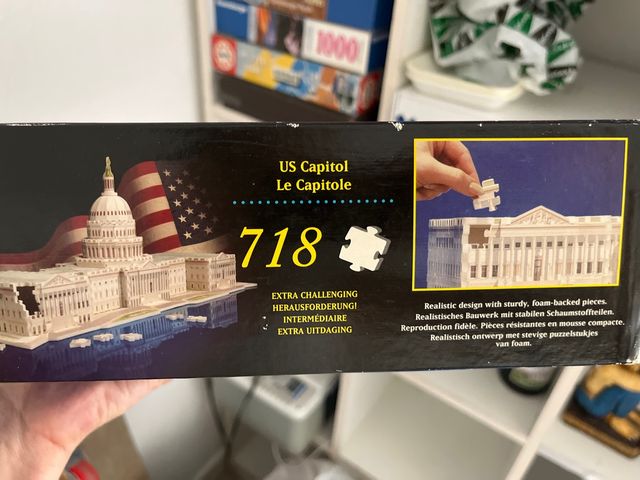 1000
US Capitol
Le Capitole
718
EXTRA CHALLENGING
HERAUSFORDERUNG!
INTERMÉDIAIRE
EXTRA UITDAGING
Realistic design with sturdy, foam-backed pieces.
Realistisches Bauwerk mit stabilen Schaumstoffteilen.
Reproduction fidèle. Pièces résistantes en mousse compacte.
Realistisch ontwerp met stevige puzzelstukjes
van foam.